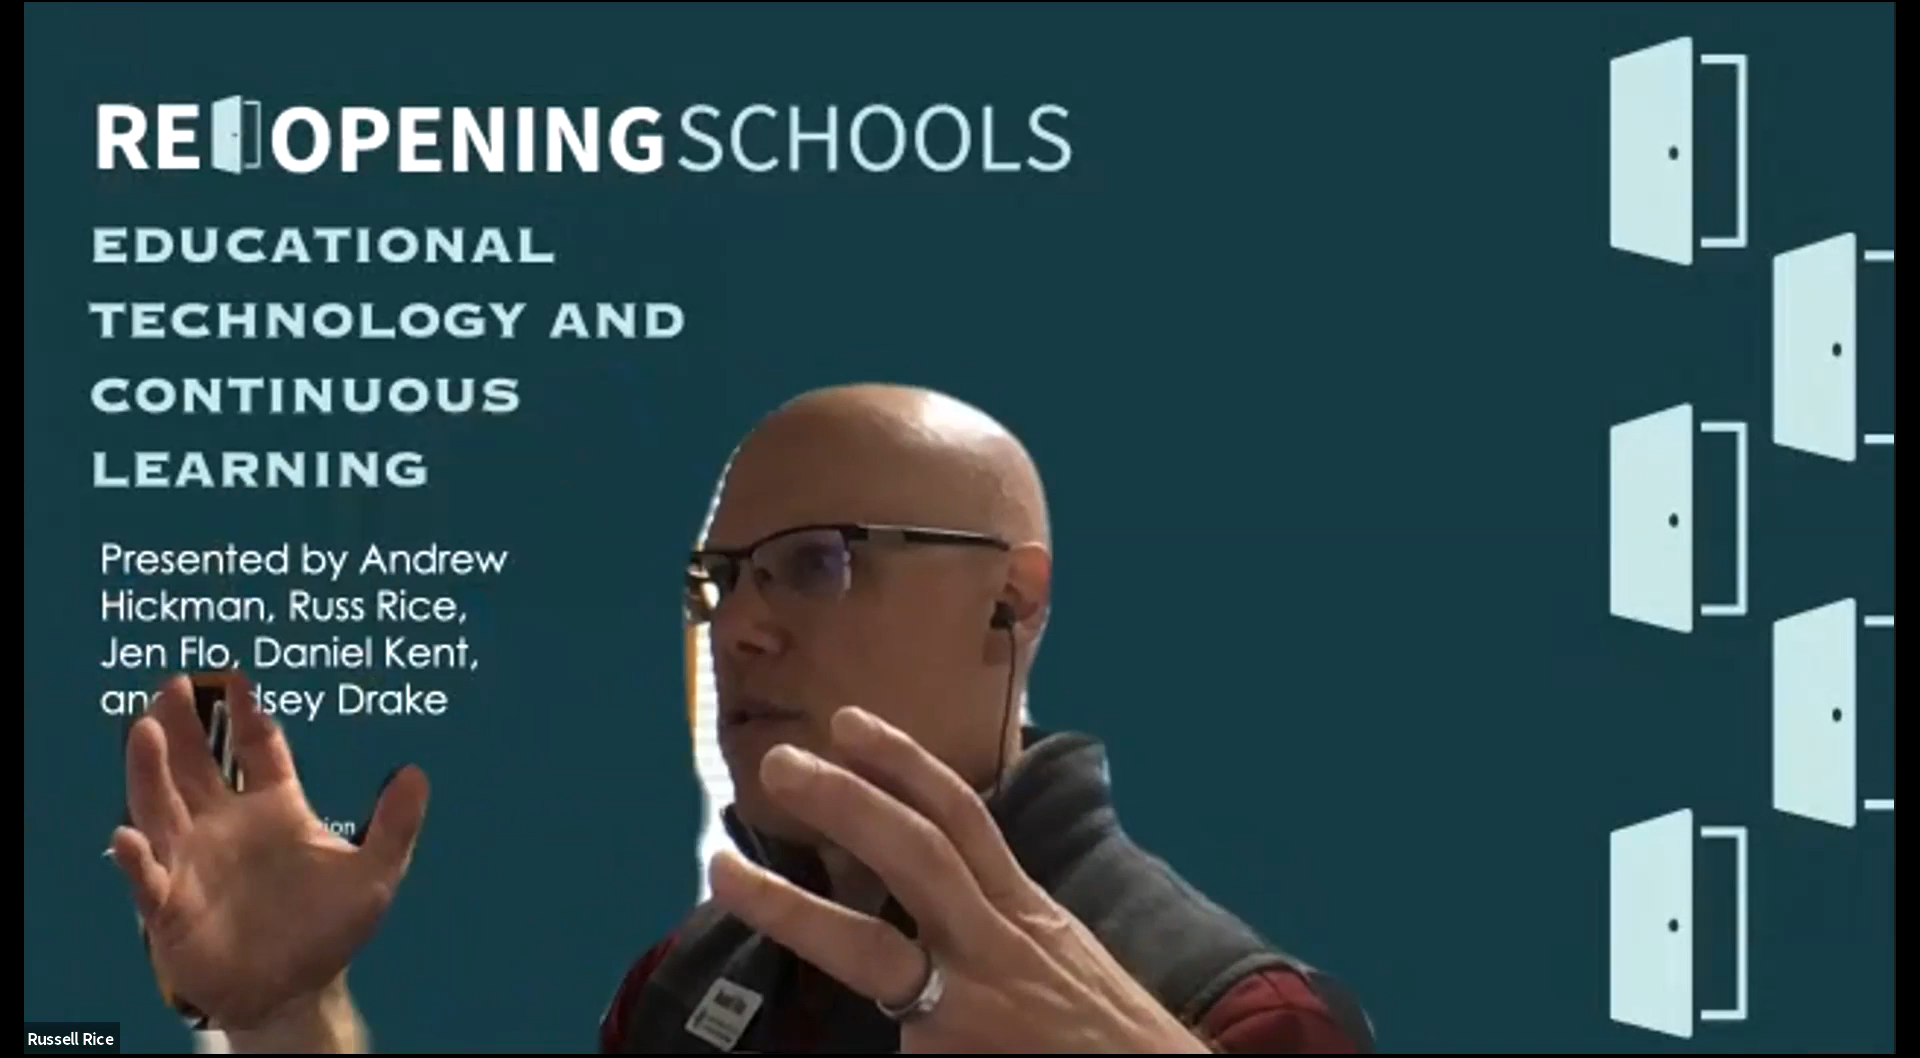 RE OPENING SCHOOLS
EDUCATIONAL
TECHNOLOGY AND
CONTINUOUS
LEARNING
Presented by Andrew
Hickman, Russ Rice,
Jen Flo, Daniel Kent,
Drake
Russell Rice